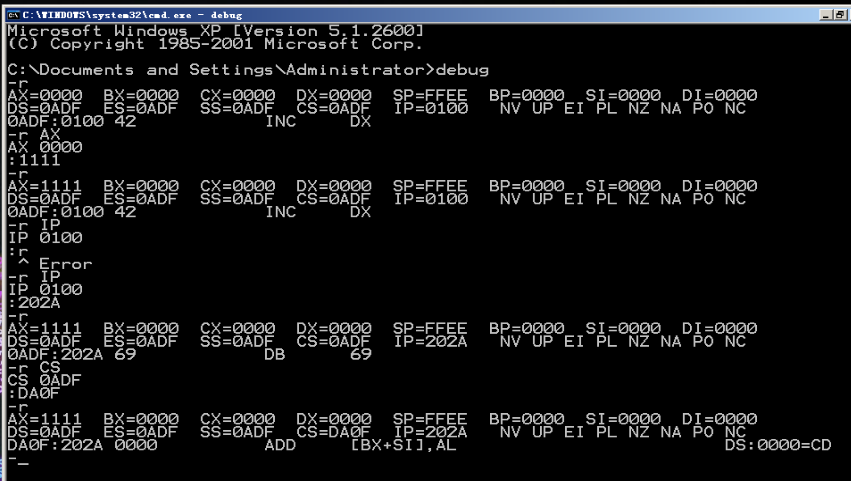 C:\WINDOWS\system32\cmd.exe - debug
Microsoft Windows XP [Version 5.1.2600]
(C) Copyright 1985-2001 Microsoft Corp.
C:\Documents and Settings\Administrator>debug
-r
AX=0000  BX=0000  CX=0000  DX=0000  SP=FFEE  BP=0000  SI=0000  DI=0000
DS=0ADF  ES=0ADF  SS=0ADF  CS=0ADF  IP=0100   NV UP EI PL NZ NA PO NC
0ADF:0100 42            INC     DX
-r AX
AX 0000
:1111
-r
AX=1111  BX=0000  CX=0000  DX=0000  SP=FFEE  BP=0000  SI=0000  DI=0000
DS=0ADF  ES=0ADF  SS=0ADF  CS=0ADF  IP=0100   NV UP EI PL NZ NA PO NC
0ADF:0100 42            INC     DX
-r IP
IP 0100
:r
 ^ Error
-r IP
IP 0100
:202A
-r
AX=1111  BX=0000  CX=0000  DX=0000  SP=FFEE  BP=0000  SI=0000  DI=0000
DS=0ADF  ES=0ADF  SS=0ADF  CS=0ADF  IP=202A   NV UP EI PL NZ NA PO NC
0ADF:202A 69            DB      69
-r CS
CS 0ADF
:DA0F
-r
AX=1111  BX=0000  CX=0000  DX=0000  SP=FFEE  BP=0000  SI=0000  DI=0000
DS=0ADF  ES=0ADF  SS=0ADF  CS=DA0F  IP=202A   NV UP EI PL NZ NA PO NC
DA0F:202A 0000          ADD     [BX+SI],AL                         DS:0000=CD
-_